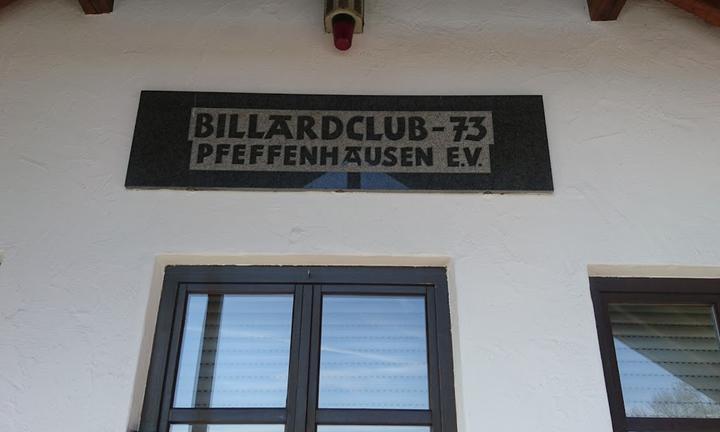 BILLARDCLUB-73
PFEFFENHAUSEN E.V.